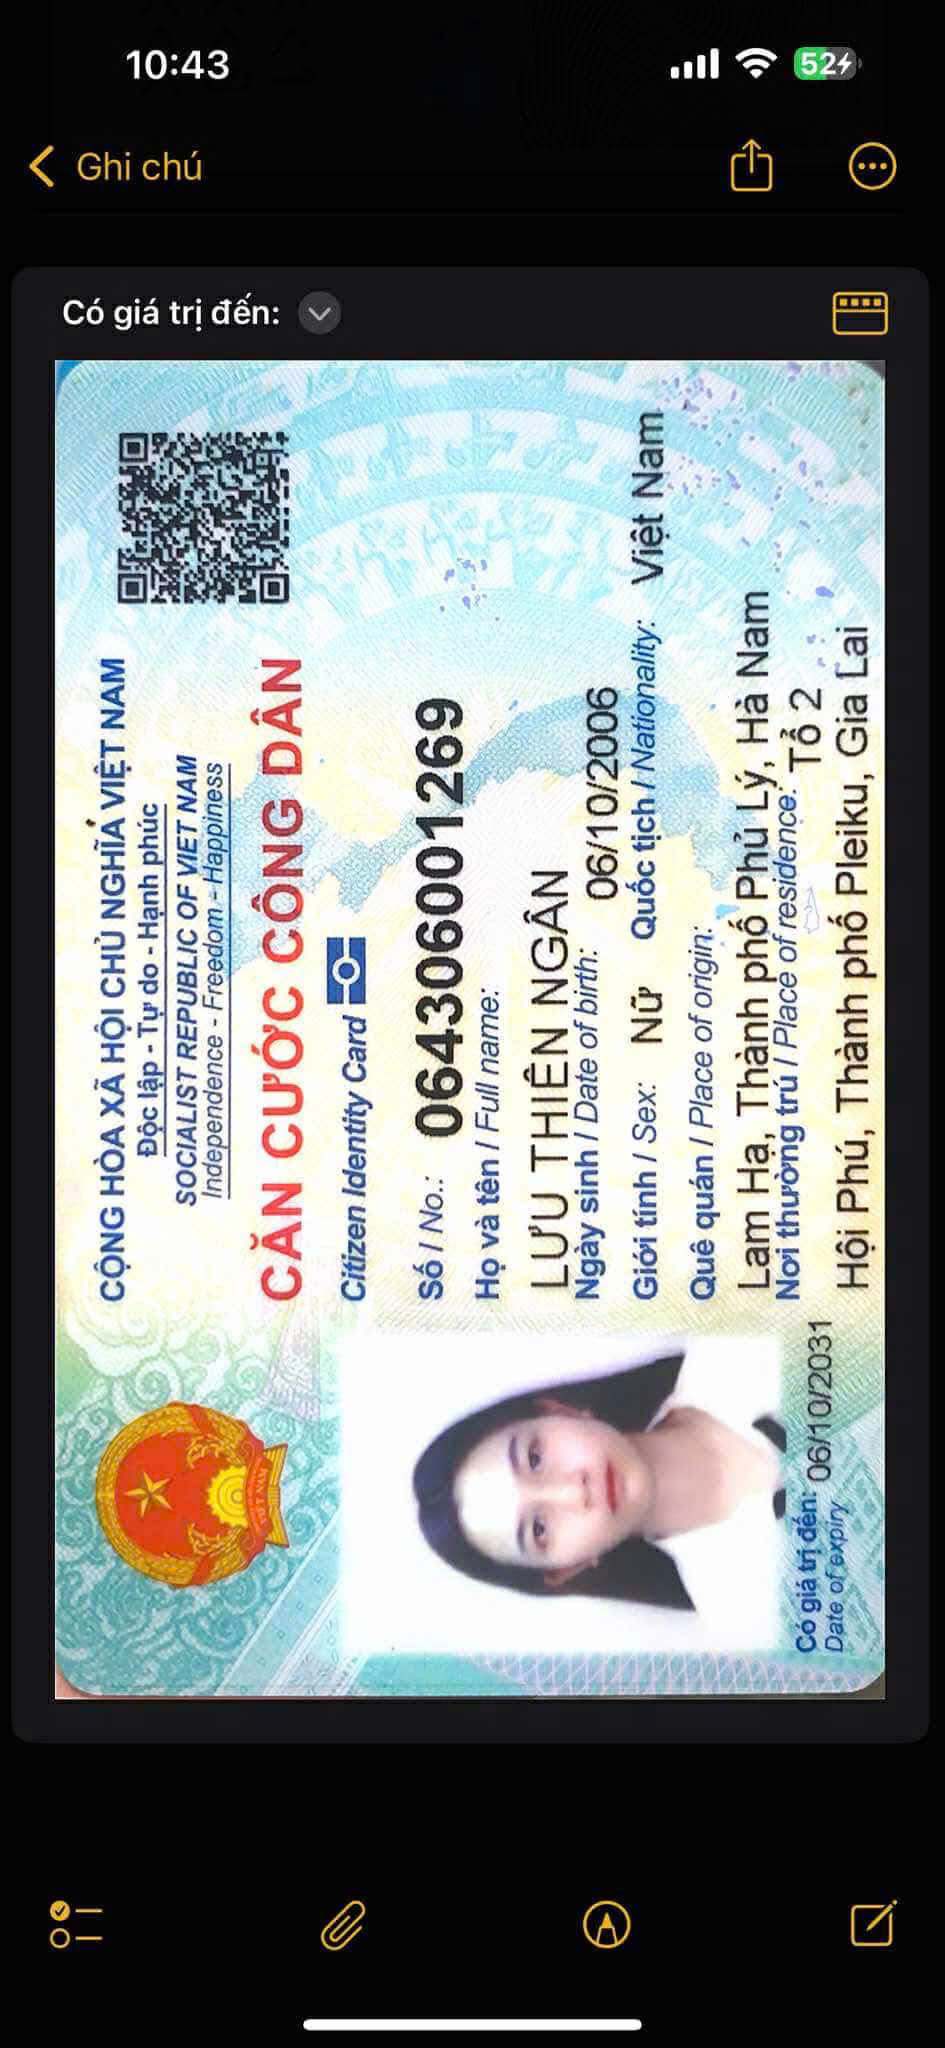 10:43
52
Ghi chú
Có giá trị đến:
CỘNG HÒA XÃ HỘI CHỦ NGHĨA VIỆT NAM
Độc lập - Tự do - Hạnh phúc
SOCIALIST REPUBLIC OF VIET NAM
Independence - Freedom - Happiness
CĂN CƯỚC CÔNG DÂN
Citizen Identity Card
Số / No.: 064306001269
Họ và tên / Full name:
LƯU THIÊN NGÂN
Ngày sinh / Date of birth: 06/10/2006
Giới tính / Sex: Nữ Quốc tịch / Nationality: Việt Nam
Quê quán / Place of origin:
Lam Hạ, Thành phố Phủ Lý, Hà Nam
Nơi thường trú / Place of residence: Tổ 2
Hội Phú, Thành phố Pleiku, Gia Lai
Có giá trị đến: 06/10/2031
Date of expiry
VIỆT NAM